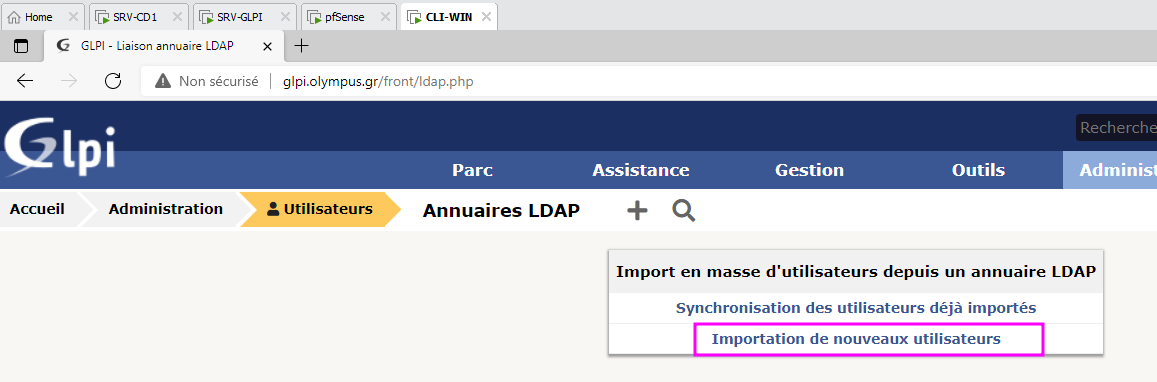 Home SRV-CD1 SRV-GLPI pfSense CLI-WIN
GLPI - Liaison annuaire LDAP
Non sécurisé glpi.olympus.gr/front/ldap.php
Glpi
Recherche
Parc Assistance Gestion Outils Administ
Accueil Administration Utilisateurs Annuaires LDAP
Import en masse d'utilisateurs depuis un annuaire LDAP
Synchronisation des utilisateurs déjà importés
Importation de nouveaux utilisateurs